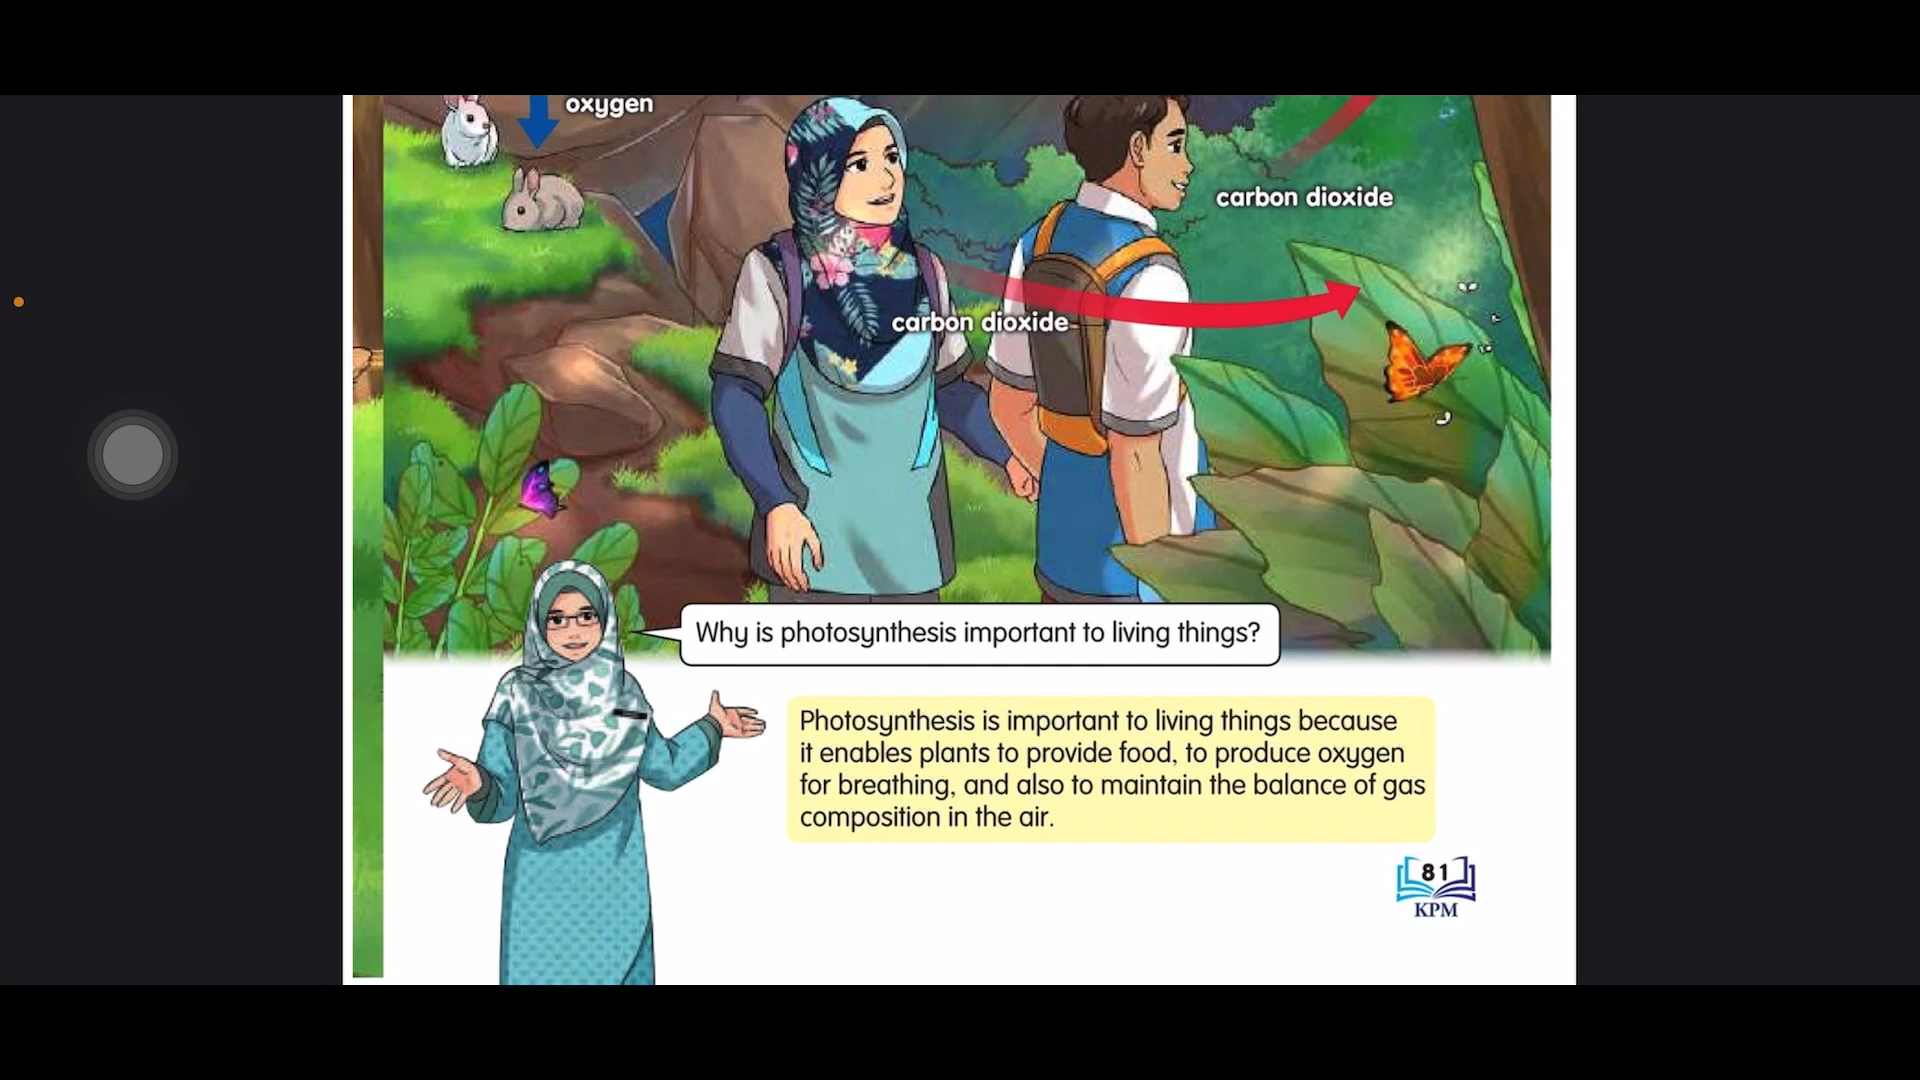 oxygen
carbon dioxide
carbon dioxide
Why is photosynthesis important to living things?
Photosynthesis is important to living things because
it enables plants to provide food, to produce oxygen
for breathing, and also to maintain the balance of gas
composition in the air.
81
KPM